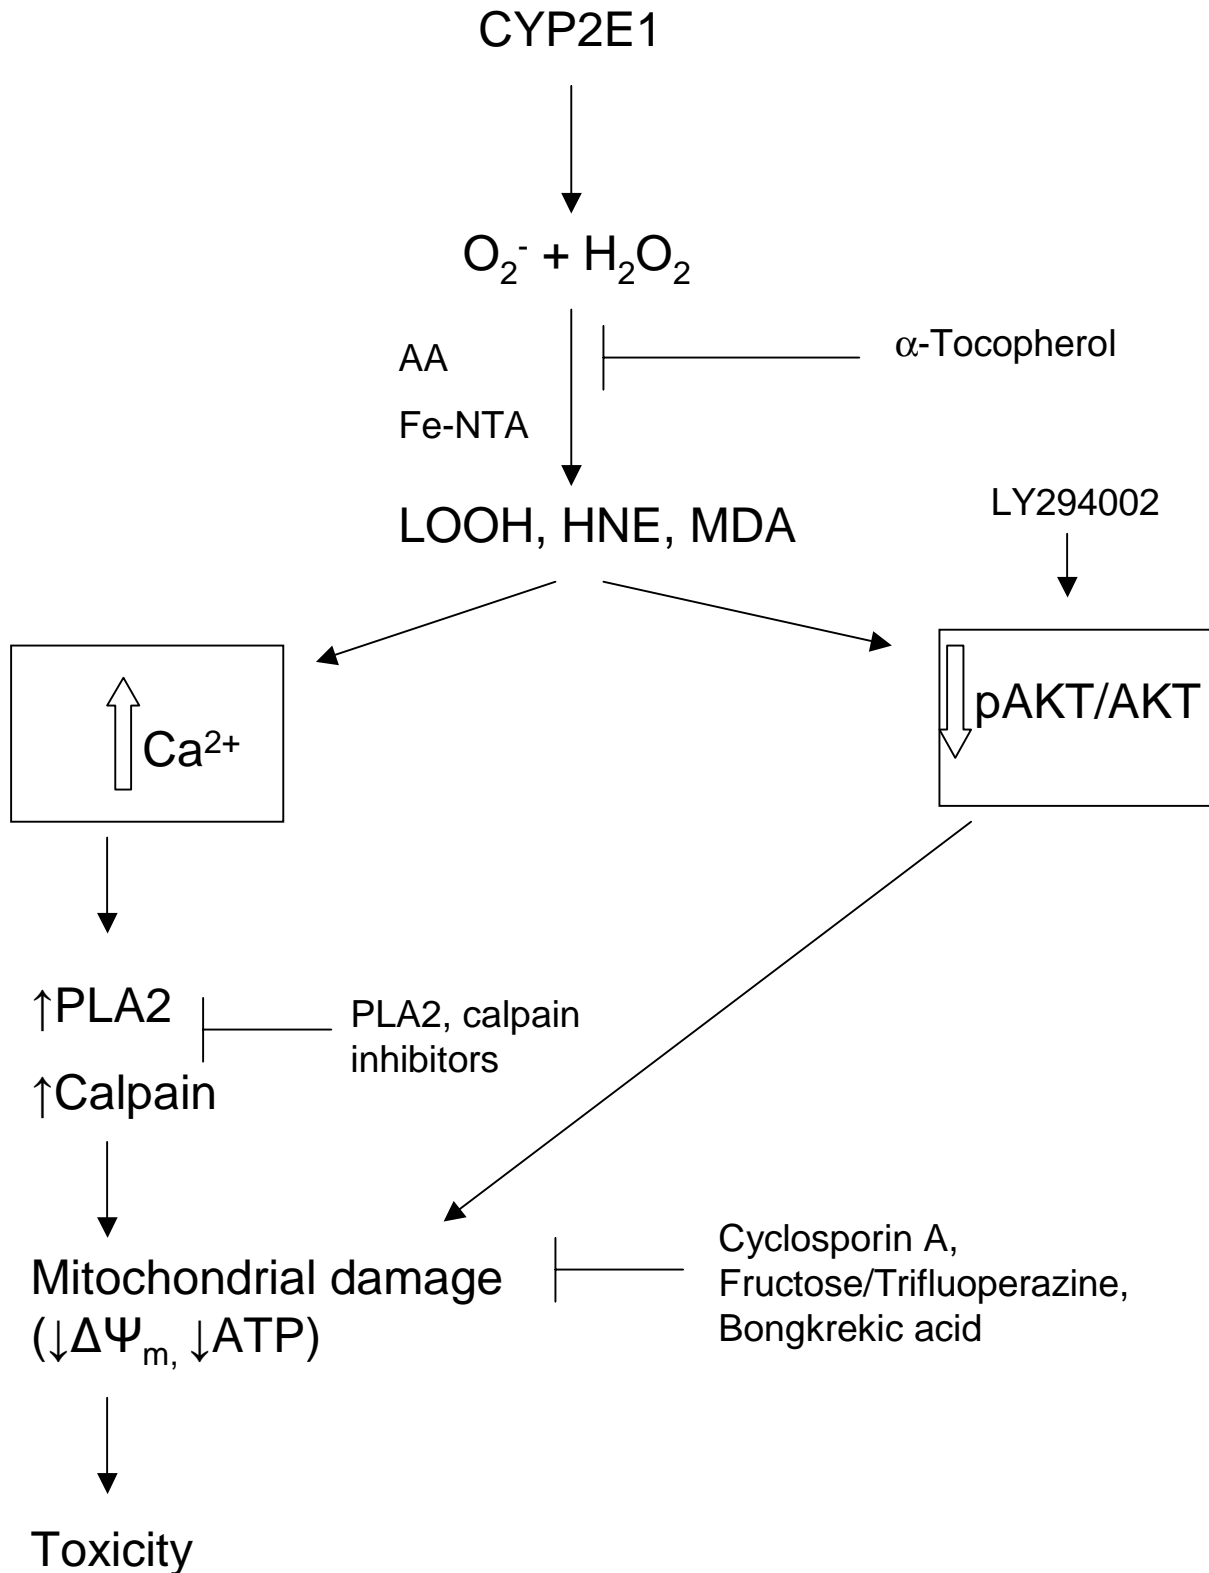 CYP2E1
O₂⁻ + H₂O₂
AA
α-Tocopherol
Fe-NTA
LY294002
LOOH, HNE, MDA
pAKT/AKT
Ca²⁺
↑PLA2
PLA2, calpain
inhibitors
↑Calpain
Cyclosporin A,
Fructose/Trifluoperazine,
Bongkrekic acid
Mitochondrial damage
(↓ΔΨₘ, ↓ATP)
Toxicity